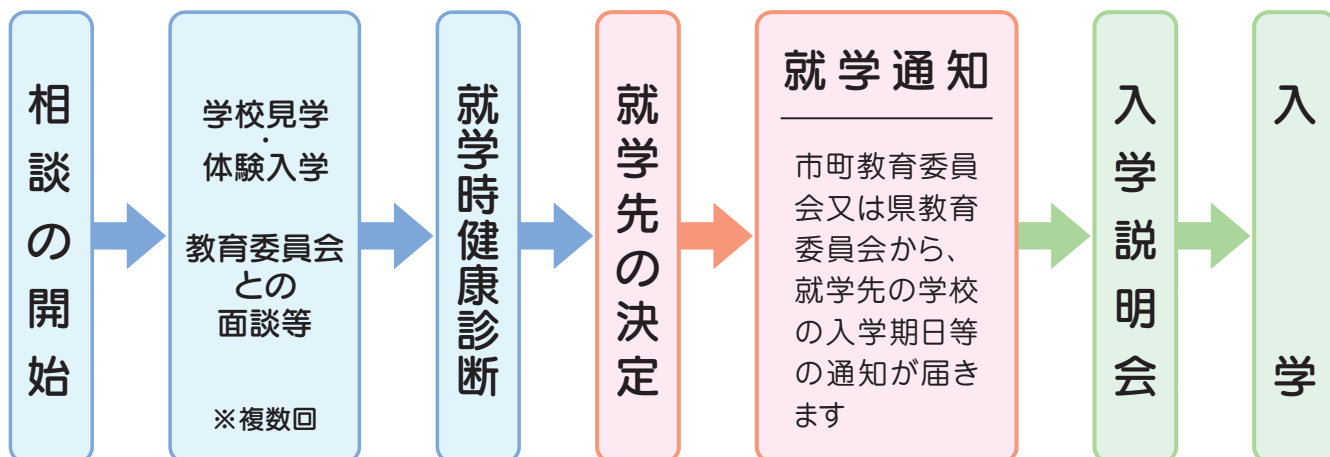 相談の開始
学校見学
・
体験入学
教育委員会
との
面談等
※複数回
就学時健康診断
就学先の決定
就学通知
市町教育委員
会又は県教育
委員会から、
就学先の学校
の入学期日等
の通知が届き
ます
入学説明会
入学